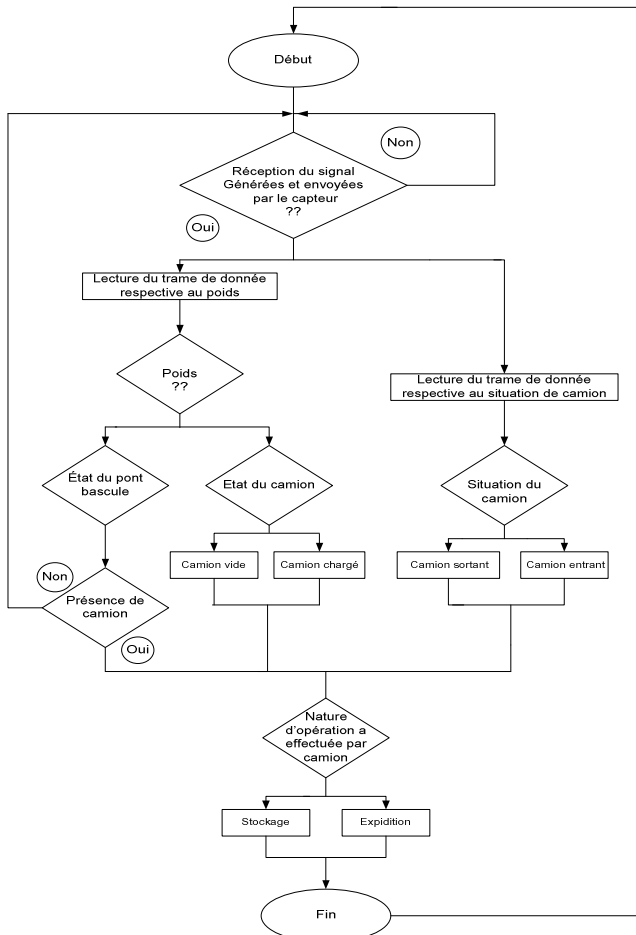 Début
Non
Réception du signal
Générées et envoyées
par le capteur
??
Oui
Lecture du trame de donnée
respective au poids
Poids
??
Lecture du trame de donnée
respective au situation de camion
État du pont
bascule
Etat du camion
Situation du
camion
Camion vide
Camion chargé
Camion sortant
Camion entrant
Non
Présence de
camion
Oui
Nature
d'opération a
effectuée par
camion
Stockage
Expidition
Fin